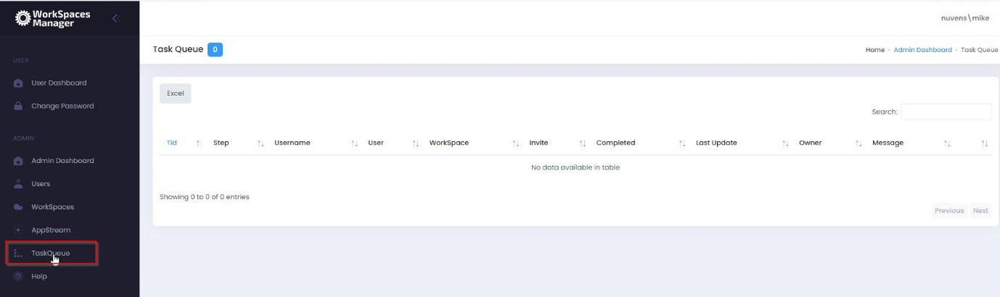 WorkSpaces
Manager
nuvens\mike
USER
User Dashboard
Change Password
ADMIN
Admin Dashboard
Users
WorkSpaces
AppStream
TaskQueue
Help
Task Queue 0
Home - Admin Dashboard - Task Queue
Excel
Search:
Tid Step Username User WorkSpace Invite Completed Last Update Owner Message
No data available in table
Showing 0 to 0 of 0 entries
Previous Next